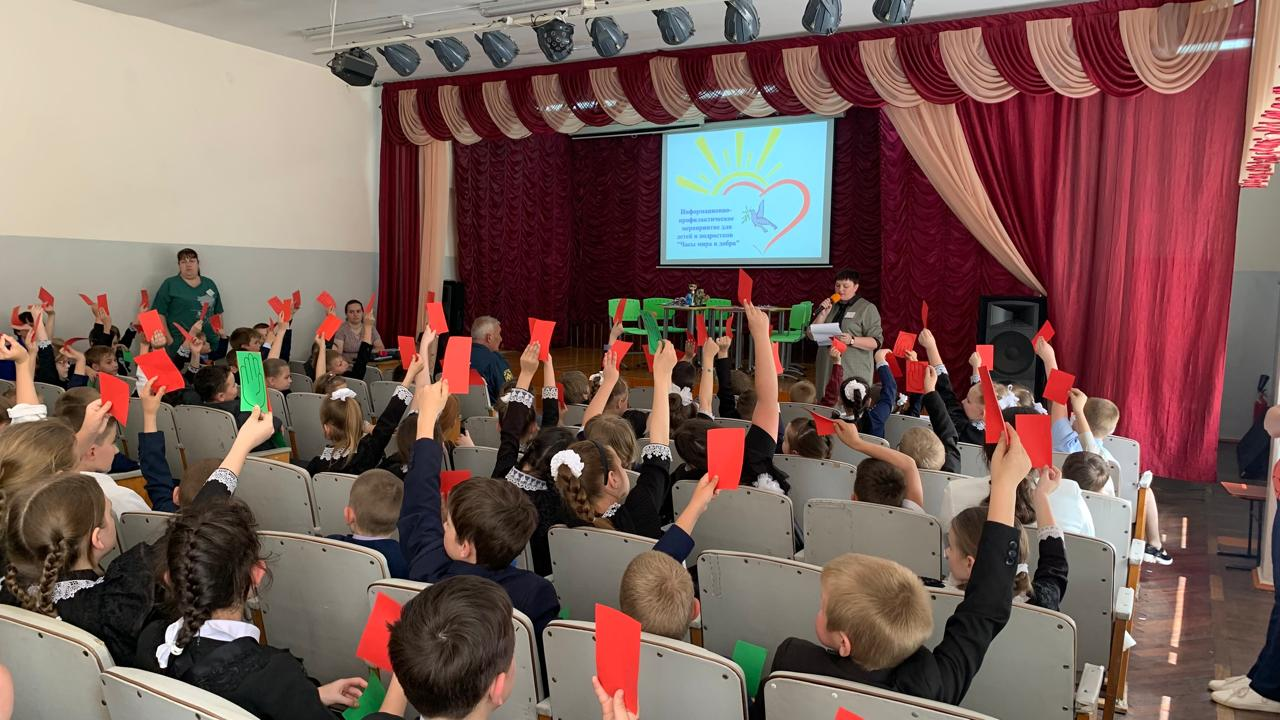 Информационно-
профилактическое
мероприятие для
детей и подростков
"Часы мира и добра"